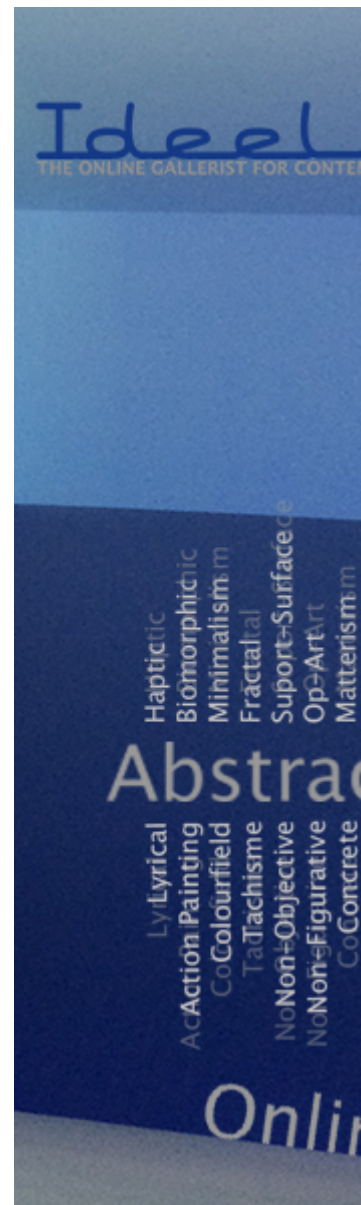 Ideel
THE ONLINE GALLERIST FOR CONTE
Haptic
Biomorphic
Minimalism
Fractal
Suport-Surface
Op-Art
Matterism
Abstrac
Lyrical
Action Painting
Colourfield
Tachisme
Non-Objective
Non-Figurative
Concrete
Onlin